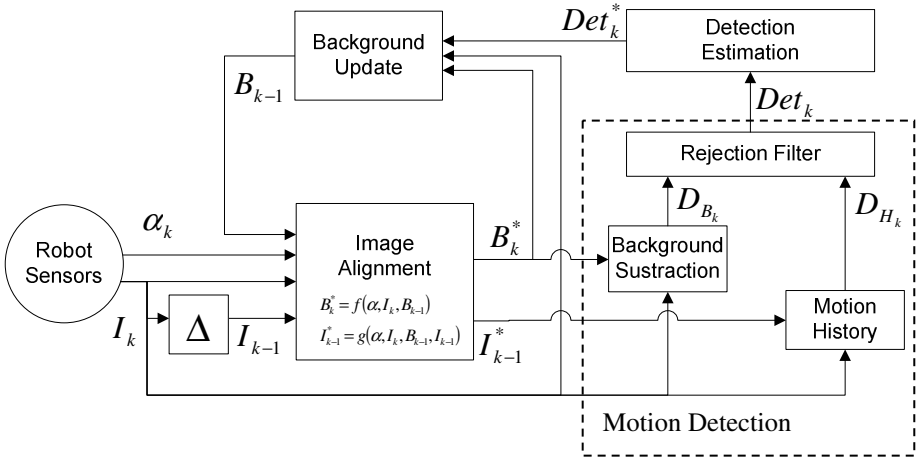 Det*_k
Detection
Estimation
Background
Update
B_{k-1}
Det_k
Rejection Filter
D_{B_k}
D_{H_k}
α_k
Robot
Sensors
Image
Alignment
B*_k = f(α, I_k, B_{k-1})
I*_{k-1} = g(α, I_k, B_{k-1}, I_{k-1})
B*_k
Background
Sustraction
Motion
History
I_k
Δ
I_{k-1}
I*_{k-1}
Motion Detection